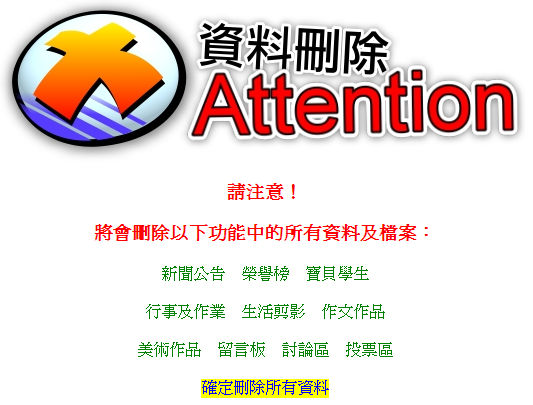 資料刪除
Attention
請注意！
將會刪除以下功能中的所有資料及檔案：
新聞公告　榮譽榜　寶貝學生
行事及作業　生活剪影　作文作品
美術作品　留言板　討論區　投票區
確定刪除所有資料